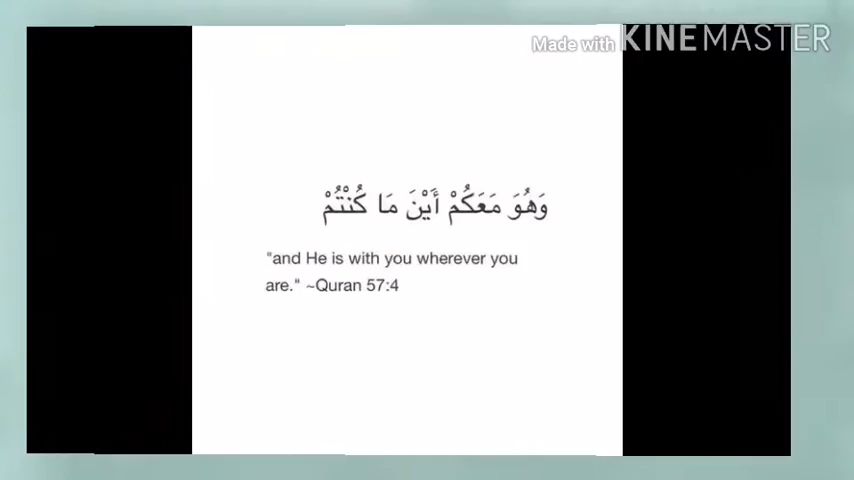 Made with KINEMASTER
وَهُوَ مَعَكُمْ أَيْنَ مَا كُنْتُمْ
"and He is with you wherever you
are." ~Quran 57:4